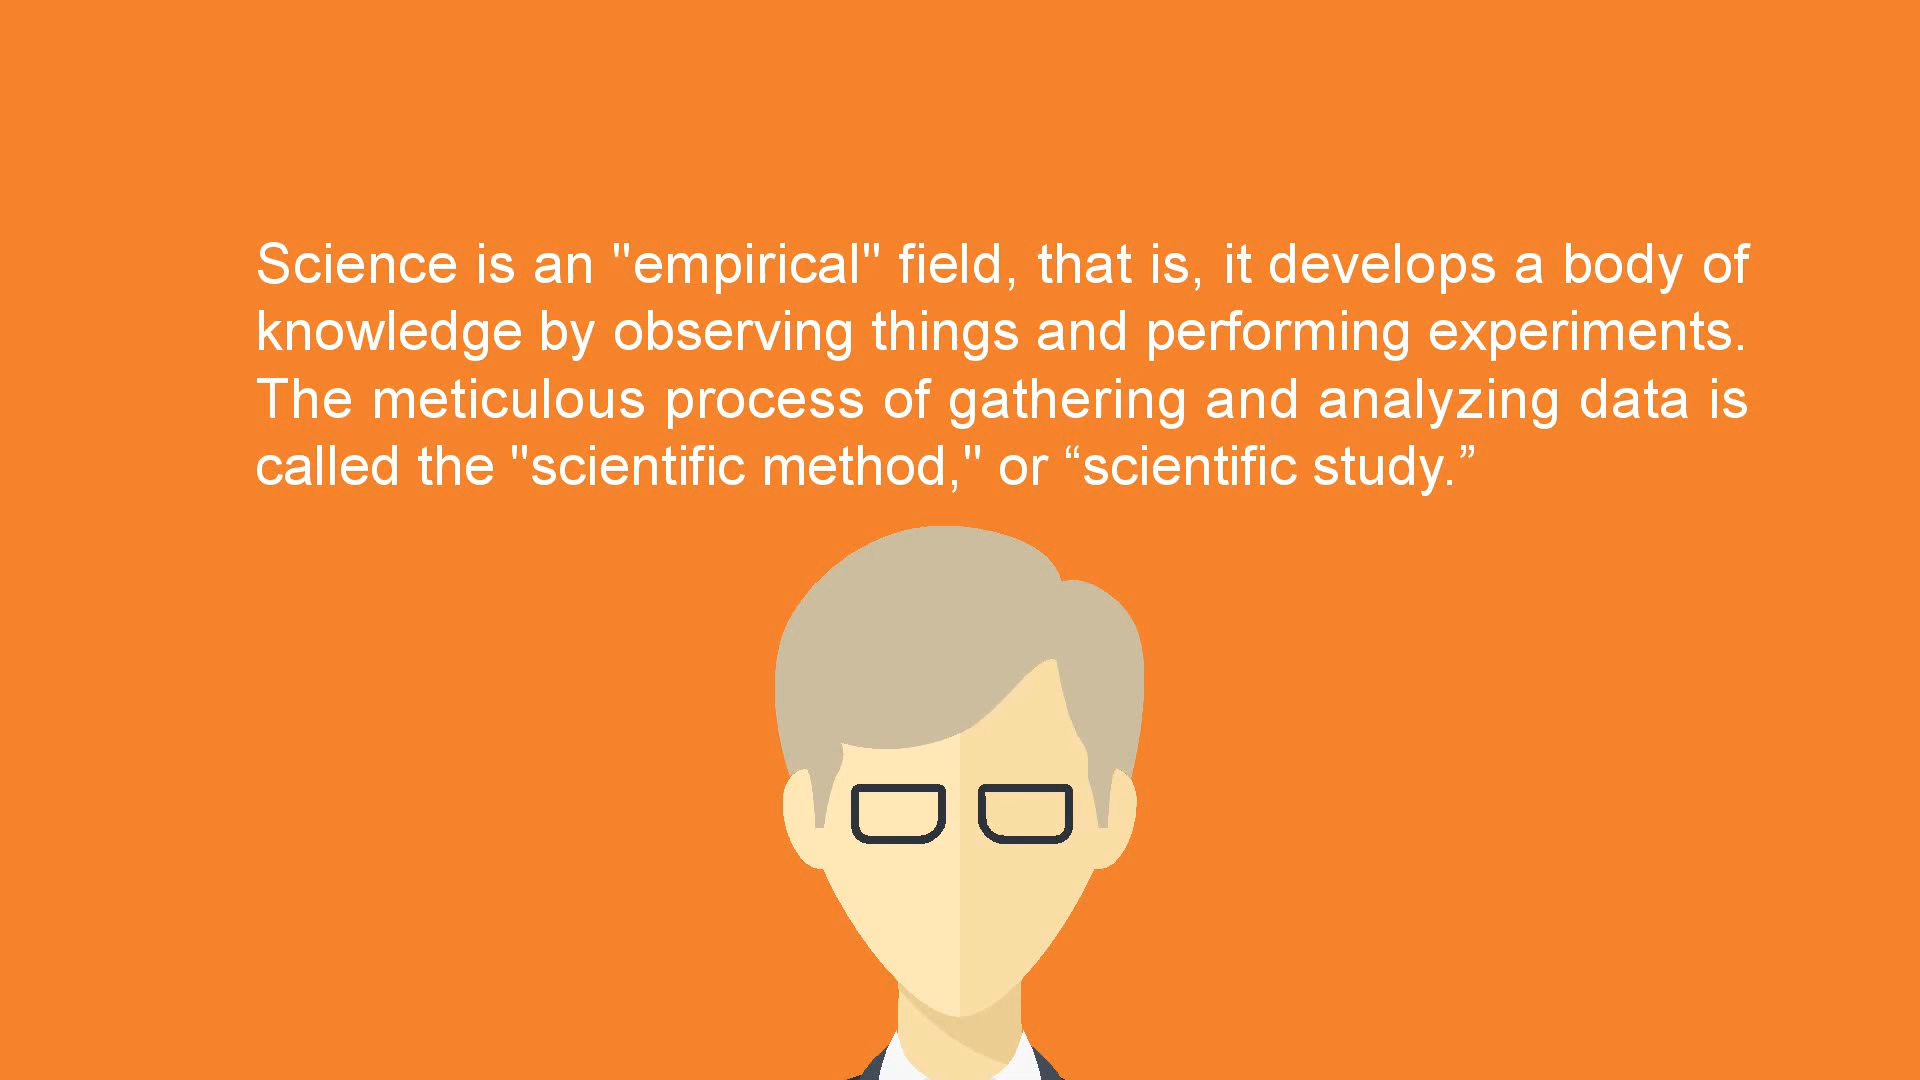 Science is an "empirical" field, that is, it develops a body of
knowledge by observing things and performing experiments.
The meticulous process of gathering and analyzing data is
called the "scientific method," or “scientific study.”